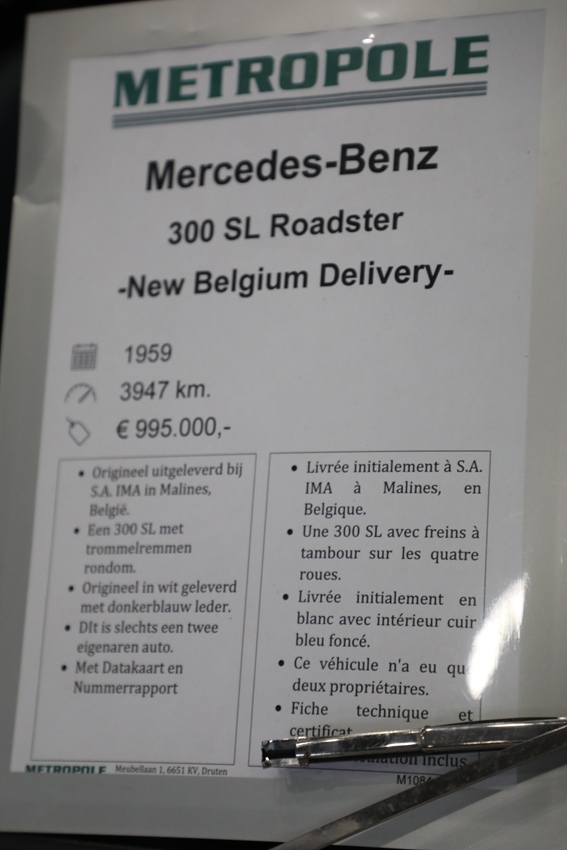 METROPOLE
Mercedes-Benz
300 SL Roadster
-New Belgium Delivery-
1959
3947 km.
€ 995.000,-
• Origineel uitgeleverd bij
S.A. IMA in Malines,
België.
• Een 300 SL met
trommelremmen
rondom.
• Origineel in wit geleverd
met donkerblauw leder.
• DIt is slechts een twee
eigenaren auto.
• Met Datakaart en
Nummerrapport
• Livrée initialement à S.A.
IMA à Malines, en
Belgique.
• Une 300 SL avec freins à
tambour sur les quatre
roues.
• Livrée initialement en
blanc avec intérieur cuir
bleu foncé.
• Ce véhicule n'a eu que
deux propriétaires.
• Fiche technique et
certificat
inclus.
METROPOLE Meubellaan 1, 6651 KV, Druten